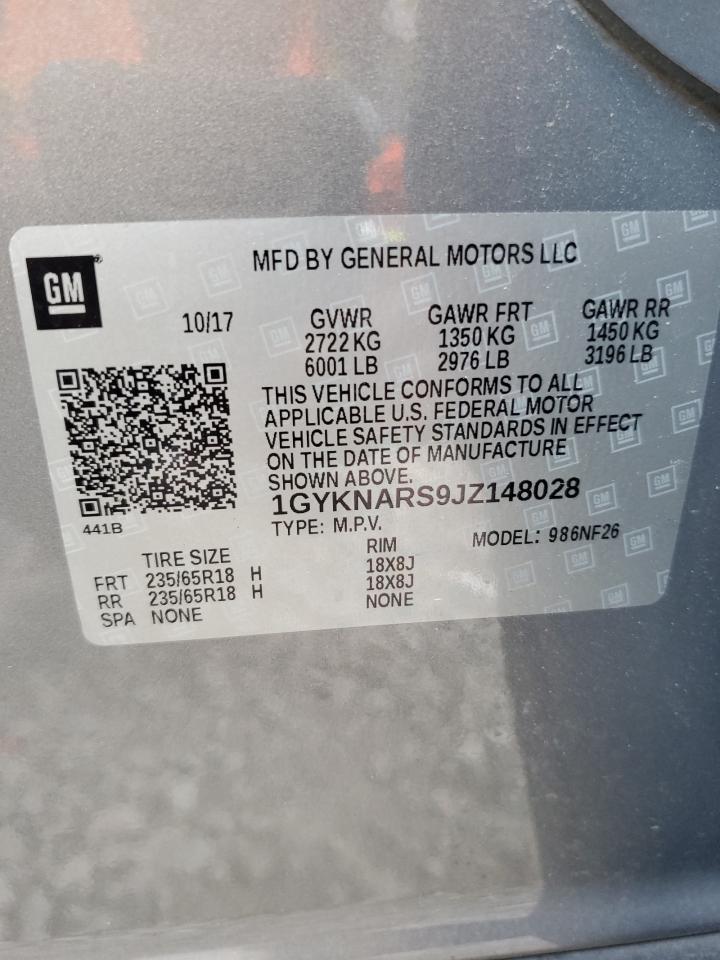 GM
MFD BY GENERAL MOTORS LLC
10/17 GVWR GAWR FRT GAWR RR
2722 KG 1350 KG 1450 KG
6001 LB 2976 LB 3196 LB
THIS VEHICLE CONFORMS TO ALL
APPLICABLE U.S. FEDERAL MOTOR
VEHICLE SAFETY STANDARDS IN EFFECT
ON THE DATE OF MANUFACTURE
SHOWN ABOVE.
1GYKNARS9JZ148028
441B
TYPE: M.P.V. MODEL: 986NF26
TIRE SIZE RIM
FRT 235/65R18 H 18X8J
RR 235/65R18 H 18X8J
SPA NONE NONE